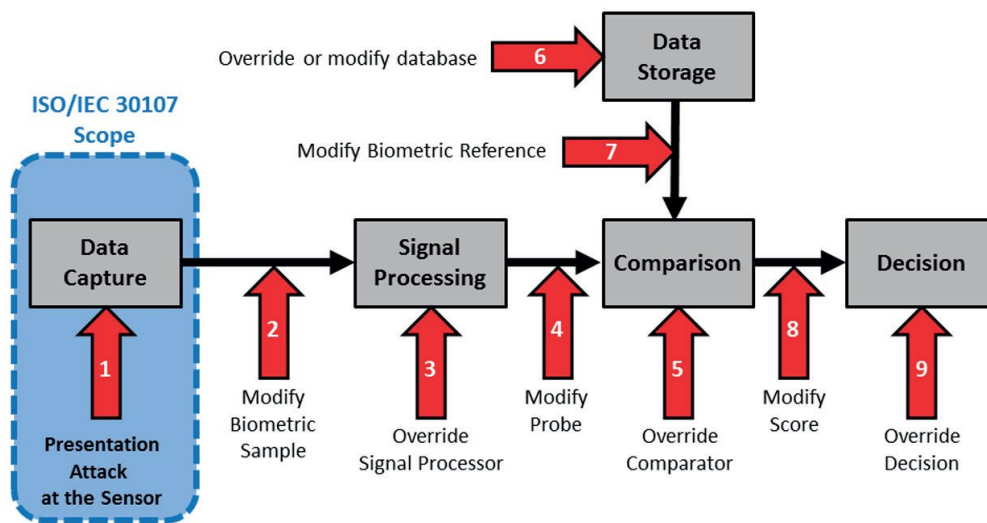 Override or modify database
6
Data
Storage
ISO/IEC 30107
Scope
Modify Biometric Reference
7
Data
Capture
Signal
Processing
Comparison
Decision
1
2
3
4
5
8
9
Presentation
Attack
at the Sensor
Modify
Biometric
Sample
Override
Signal Processor
Modify
Probe
Override
Comparator
Modify
Score
Override
Decision